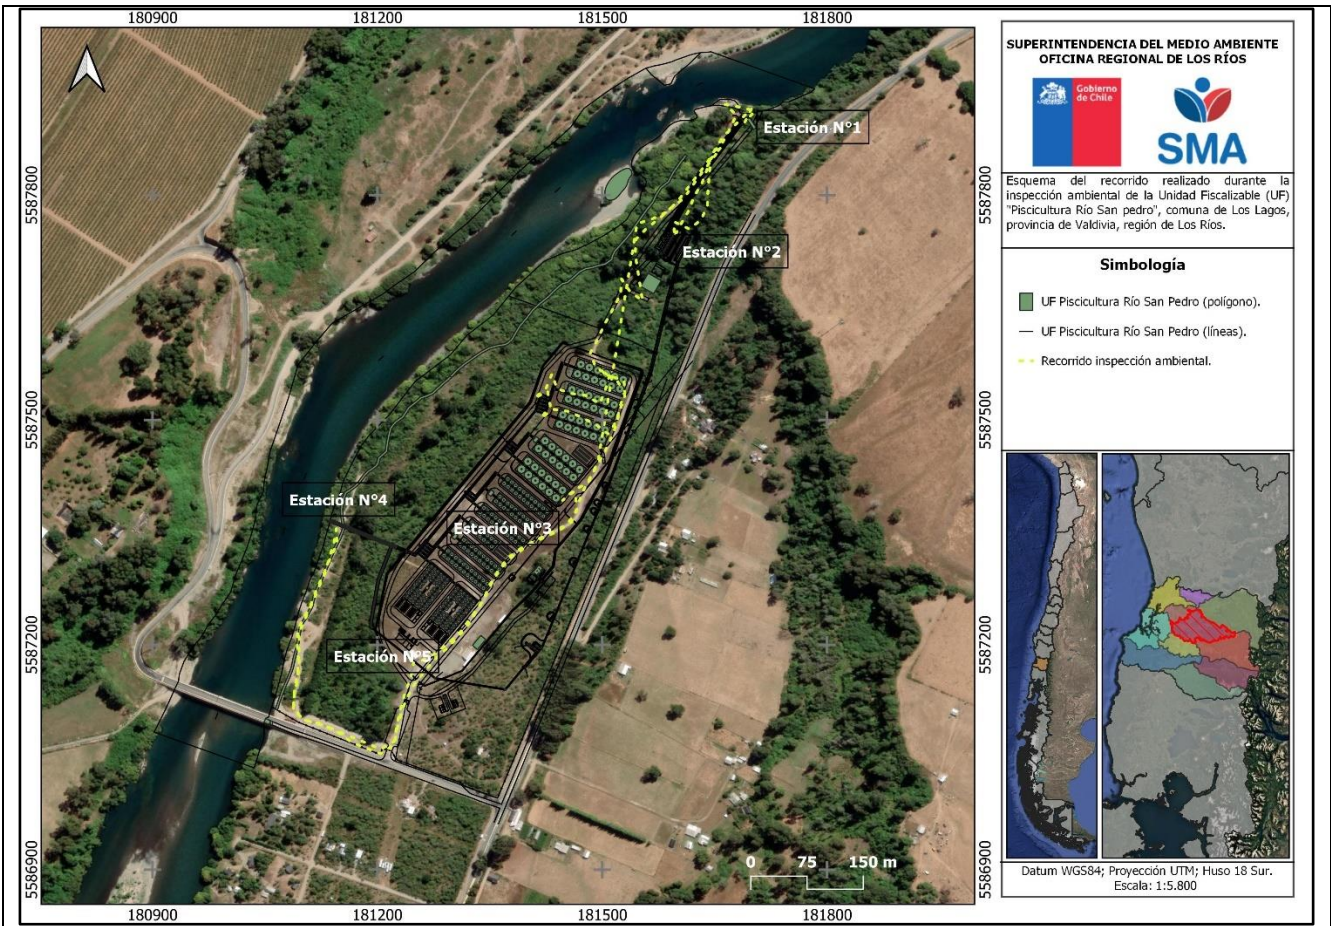 180900
181200
181500
181800
5587800
5587500
5587200
5586900
Estación N°1
Estación N°2
Estación N°4
Estación N°3
Estación N°5
0 75 150 m
5587800
5587500
5587200
5586900
180900
181200
181500
181800
SUPERINTENDENCIA DEL MEDIO AMBIENTE
OFICINA REGIONAL DE LOS RÍOS
Gobierno
de Chile
SMA
Esquema del recorrido realizado durante la
inspección ambiental de la Unidad Fiscalizable (UF)
"Piscicultura Río San pedro", comuna de Los Lagos,
provincia de Valdivia, región de Los Ríos.
Simbología
UF Piscicultura Río San Pedro (polígono).
UF Piscicultura Río San Pedro (líneas).
Recorrido inspección ambiental.
Datum WGS84; Proyección UTM; Huso 18 Sur.
Escala: 1:5.800